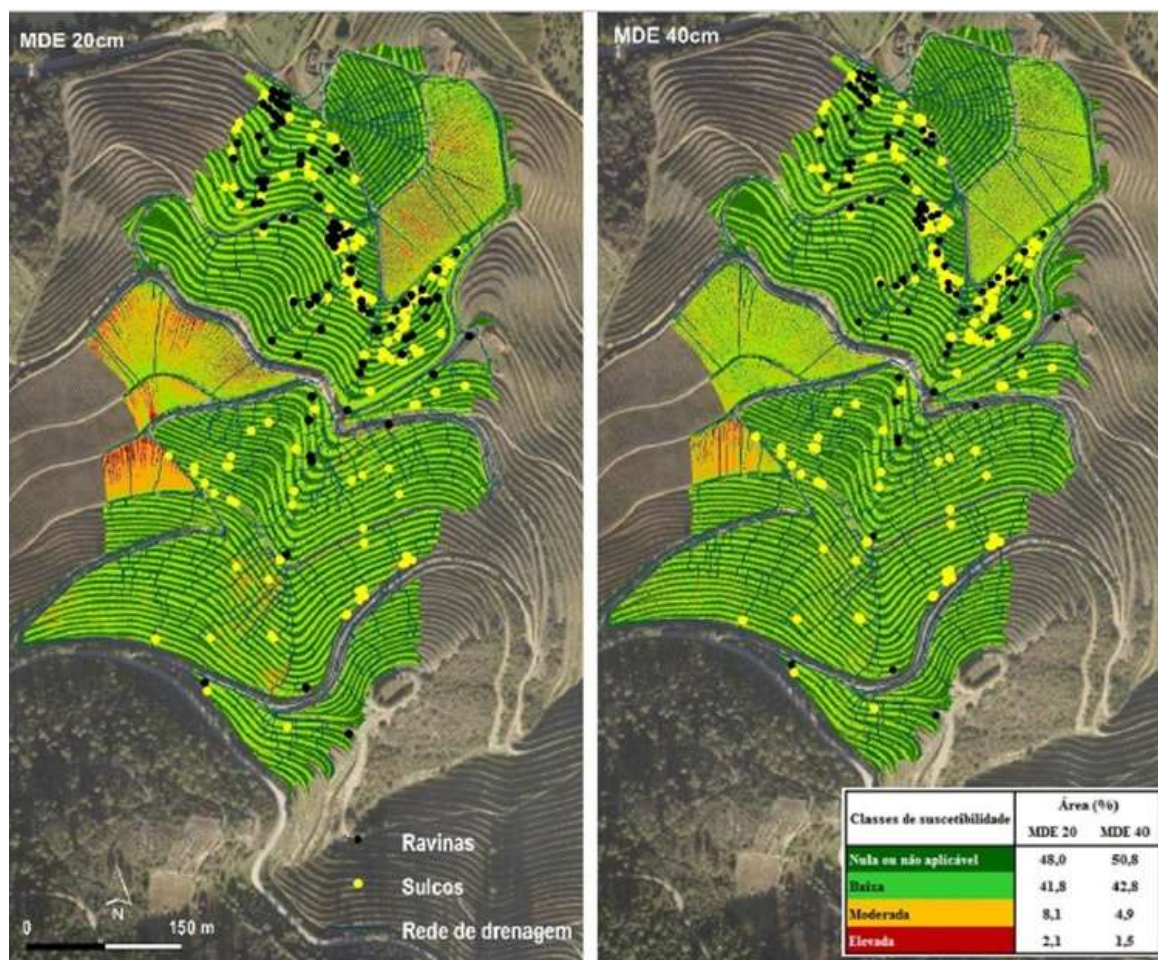 MDE 20cm
MDE 40cm
Ravinas
Sulcos
Rede de drenagem
N
0 150 m
Classes de suscetibilidade
Área (%)
MDE 20 MDE 40
Nula ou não aplicável 48,0 50,8
Baixa 41,8 42,8
Moderada 8,1 4,9
Elevada 2,1 1,5